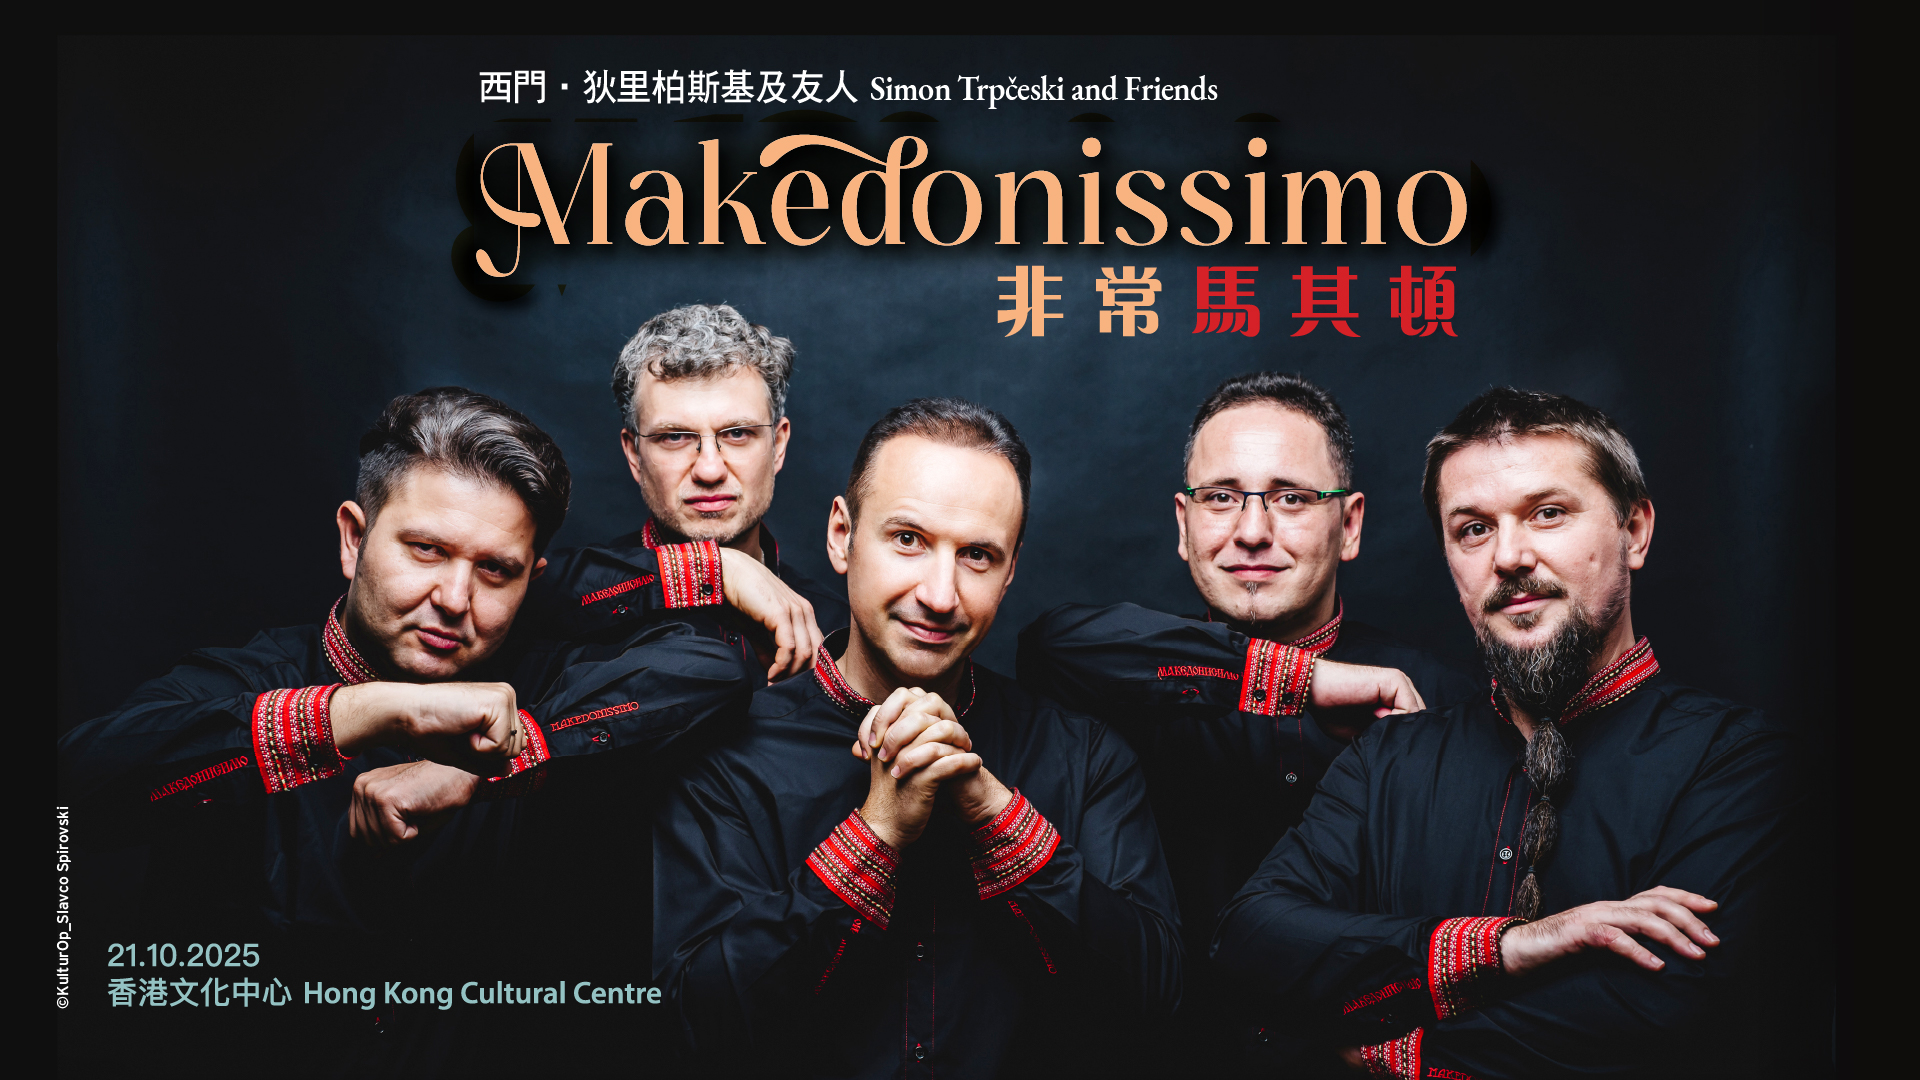 西門・狄里柏斯基及友人 Simon Trpčeski and Friends
Makedonissimo
非常馬其頓
MAKEDONISSIMO
21.10.2025
香港文化中心 Hong Kong Cultural Centre
©KulturOp_Slavco Spirovski